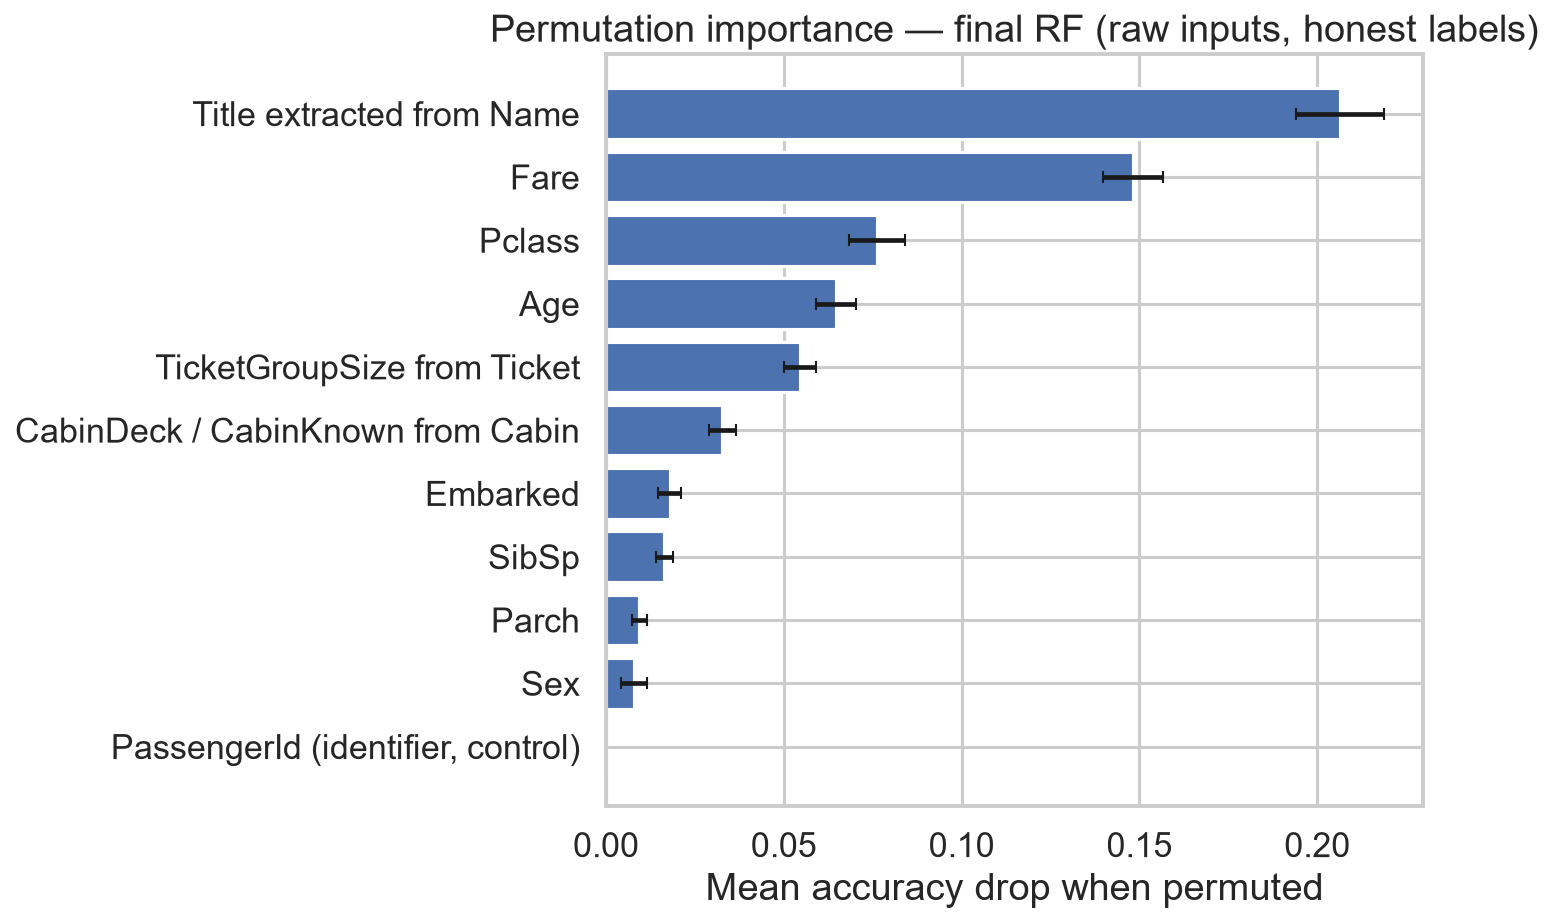 Permutation importance — final RF (raw inputs, honest labels)
Title extracted from Name
Fare
Pclass
Age
TicketGroupSize from Ticket
CabinDeck / CabinKnown from Cabin
Embarked
SibSp
Parch
Sex
PassengerId (identifier, control)
0.00 0.05 0.10 0.15 0.20
Mean accuracy drop when permuted